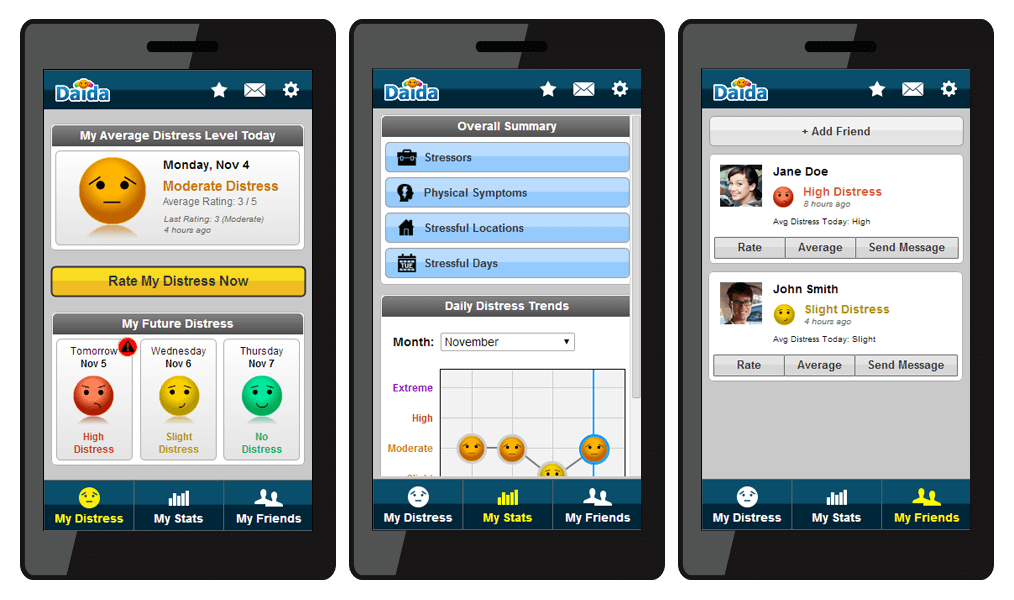 Daida
My Average Distress Level Today
Monday, Nov 4
Moderate Distress
Average Rating: 3 / 5
Last Rating: 3 (Moderate)
4 hours ago
Rate My Distress Now
My Future Distress
Tomorrow
Nov 5
High
Distress
Wednesday
Nov 6
Slight
Distress
Thursday
Nov 7
No
Distress
My Distress
My Stats
My Friends
Daida
Overall Summary
Stressors
Physical Symptoms
Stressful Locations
TUE
Stressful Days
Daily Distress Trends
Month: November
Extreme
High
Moderate
My Distress
My Stats
My Friends
Daida
+ Add Friend
Jane Doe
High Distress
8 hours ago
Avg Distress Today: High
Rate Average Send Message
John Smith
Slight Distress
4 hours ago
Avg Distress Today: Slight
Rate Average Send Message
My Distress
My Stats
My Friends